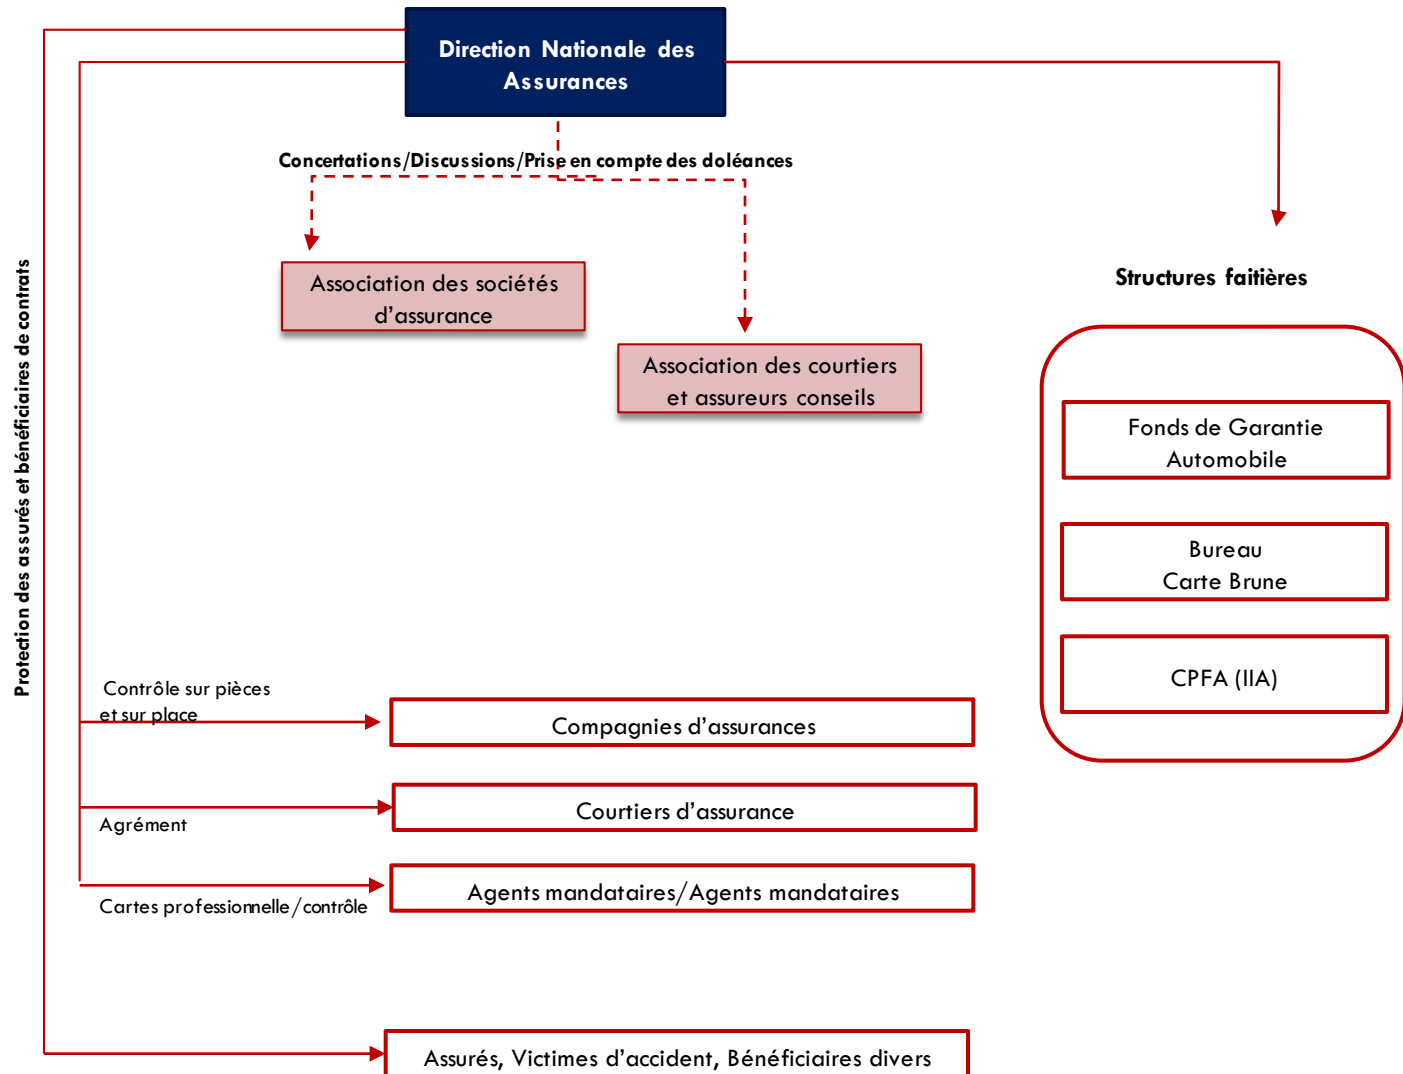 Direction Nationale des
Assurances
Concertations/Discussions/Prise en compte des doléances
Association des sociétés
d'assurance
Association des courtiers
et assureurs conseils
Structures faitières
Fonds de Garantie
Automobile
Bureau
Carte Brune
CPFA (IIA)
Protection des assurés et bénéficiaires de contrats
Contrôle sur pièces
et sur place
Compagnies d'assurances
Courtiers d'assurance
Agrément
Agents mandataires/Agents mandataires
Cartes professionnelle/contrôle
Assurés, Victimes d'accident, Bénéficiaires divers